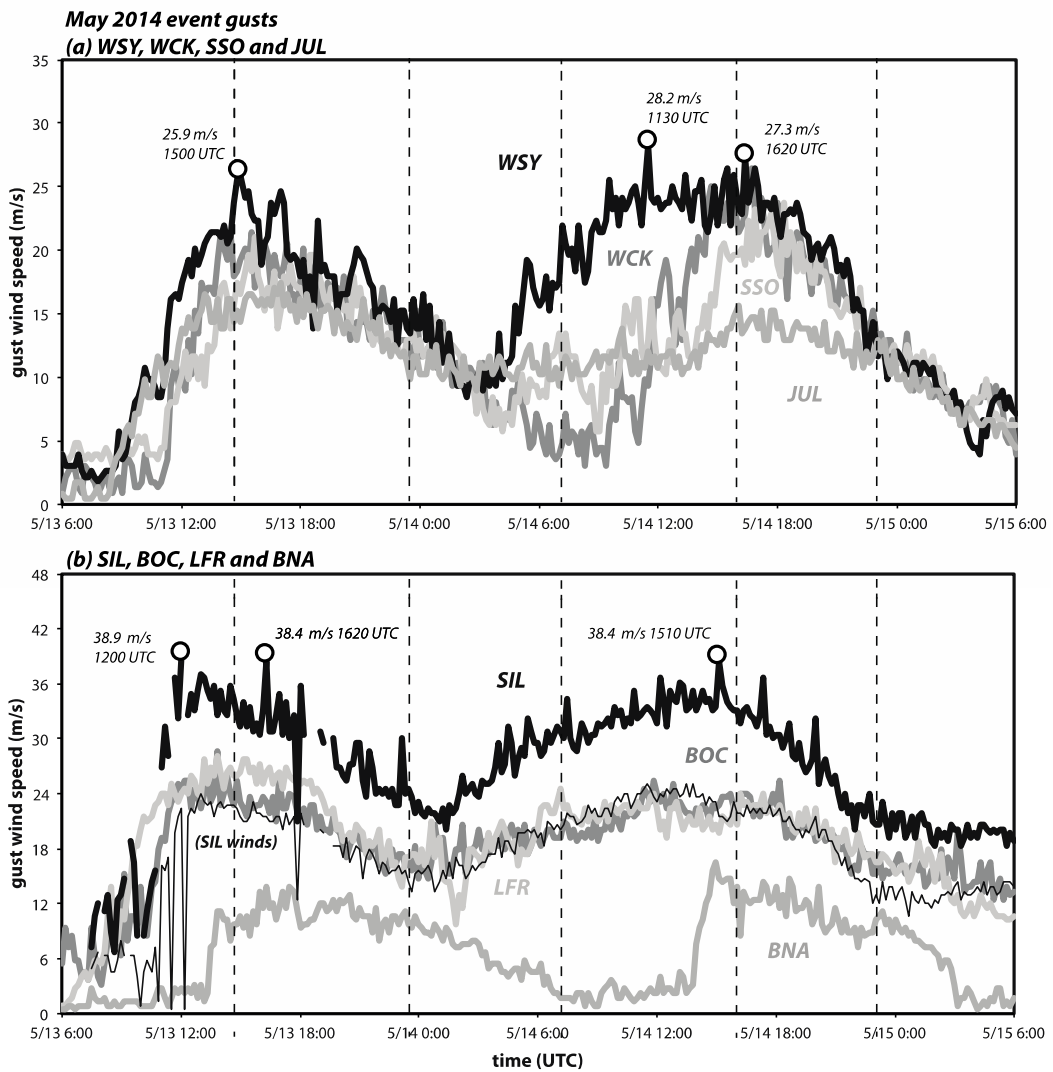 May 2014 event gusts
(a) WSY, WCK, SSO and JUL
35
30
25
20
15
10
5
0
gust wind speed (m/s)
25.9 m/s
1500 UTC
WSY
28.2 m/s
1130 UTC
27.3 m/s
1620 UTC
WCK
SSO
JUL
5/13 6:00 5/13 12:00 5/13 18:00 5/14 0:00 5/14 6:00 5/14 12:00 5/14 18:00 5/15 0:00 5/15 6:00
(b) SIL, BOC, LFR and BNA
48
42
36
30
24
18
12
6
0
gust wind speed (m/s)
38.9 m/s
1200 UTC
38.4 m/s 1620 UTC
38.4 m/s 1510 UTC
SIL
BOC
(SIL winds)
LFR
BNA
5/13 6:00 5/13 12:00 5/13 18:00 5/14 0:00 5/14 6:00 5/14 12:00 5/14 18:00 5/15 0:00 5/15 6:00
time (UTC)